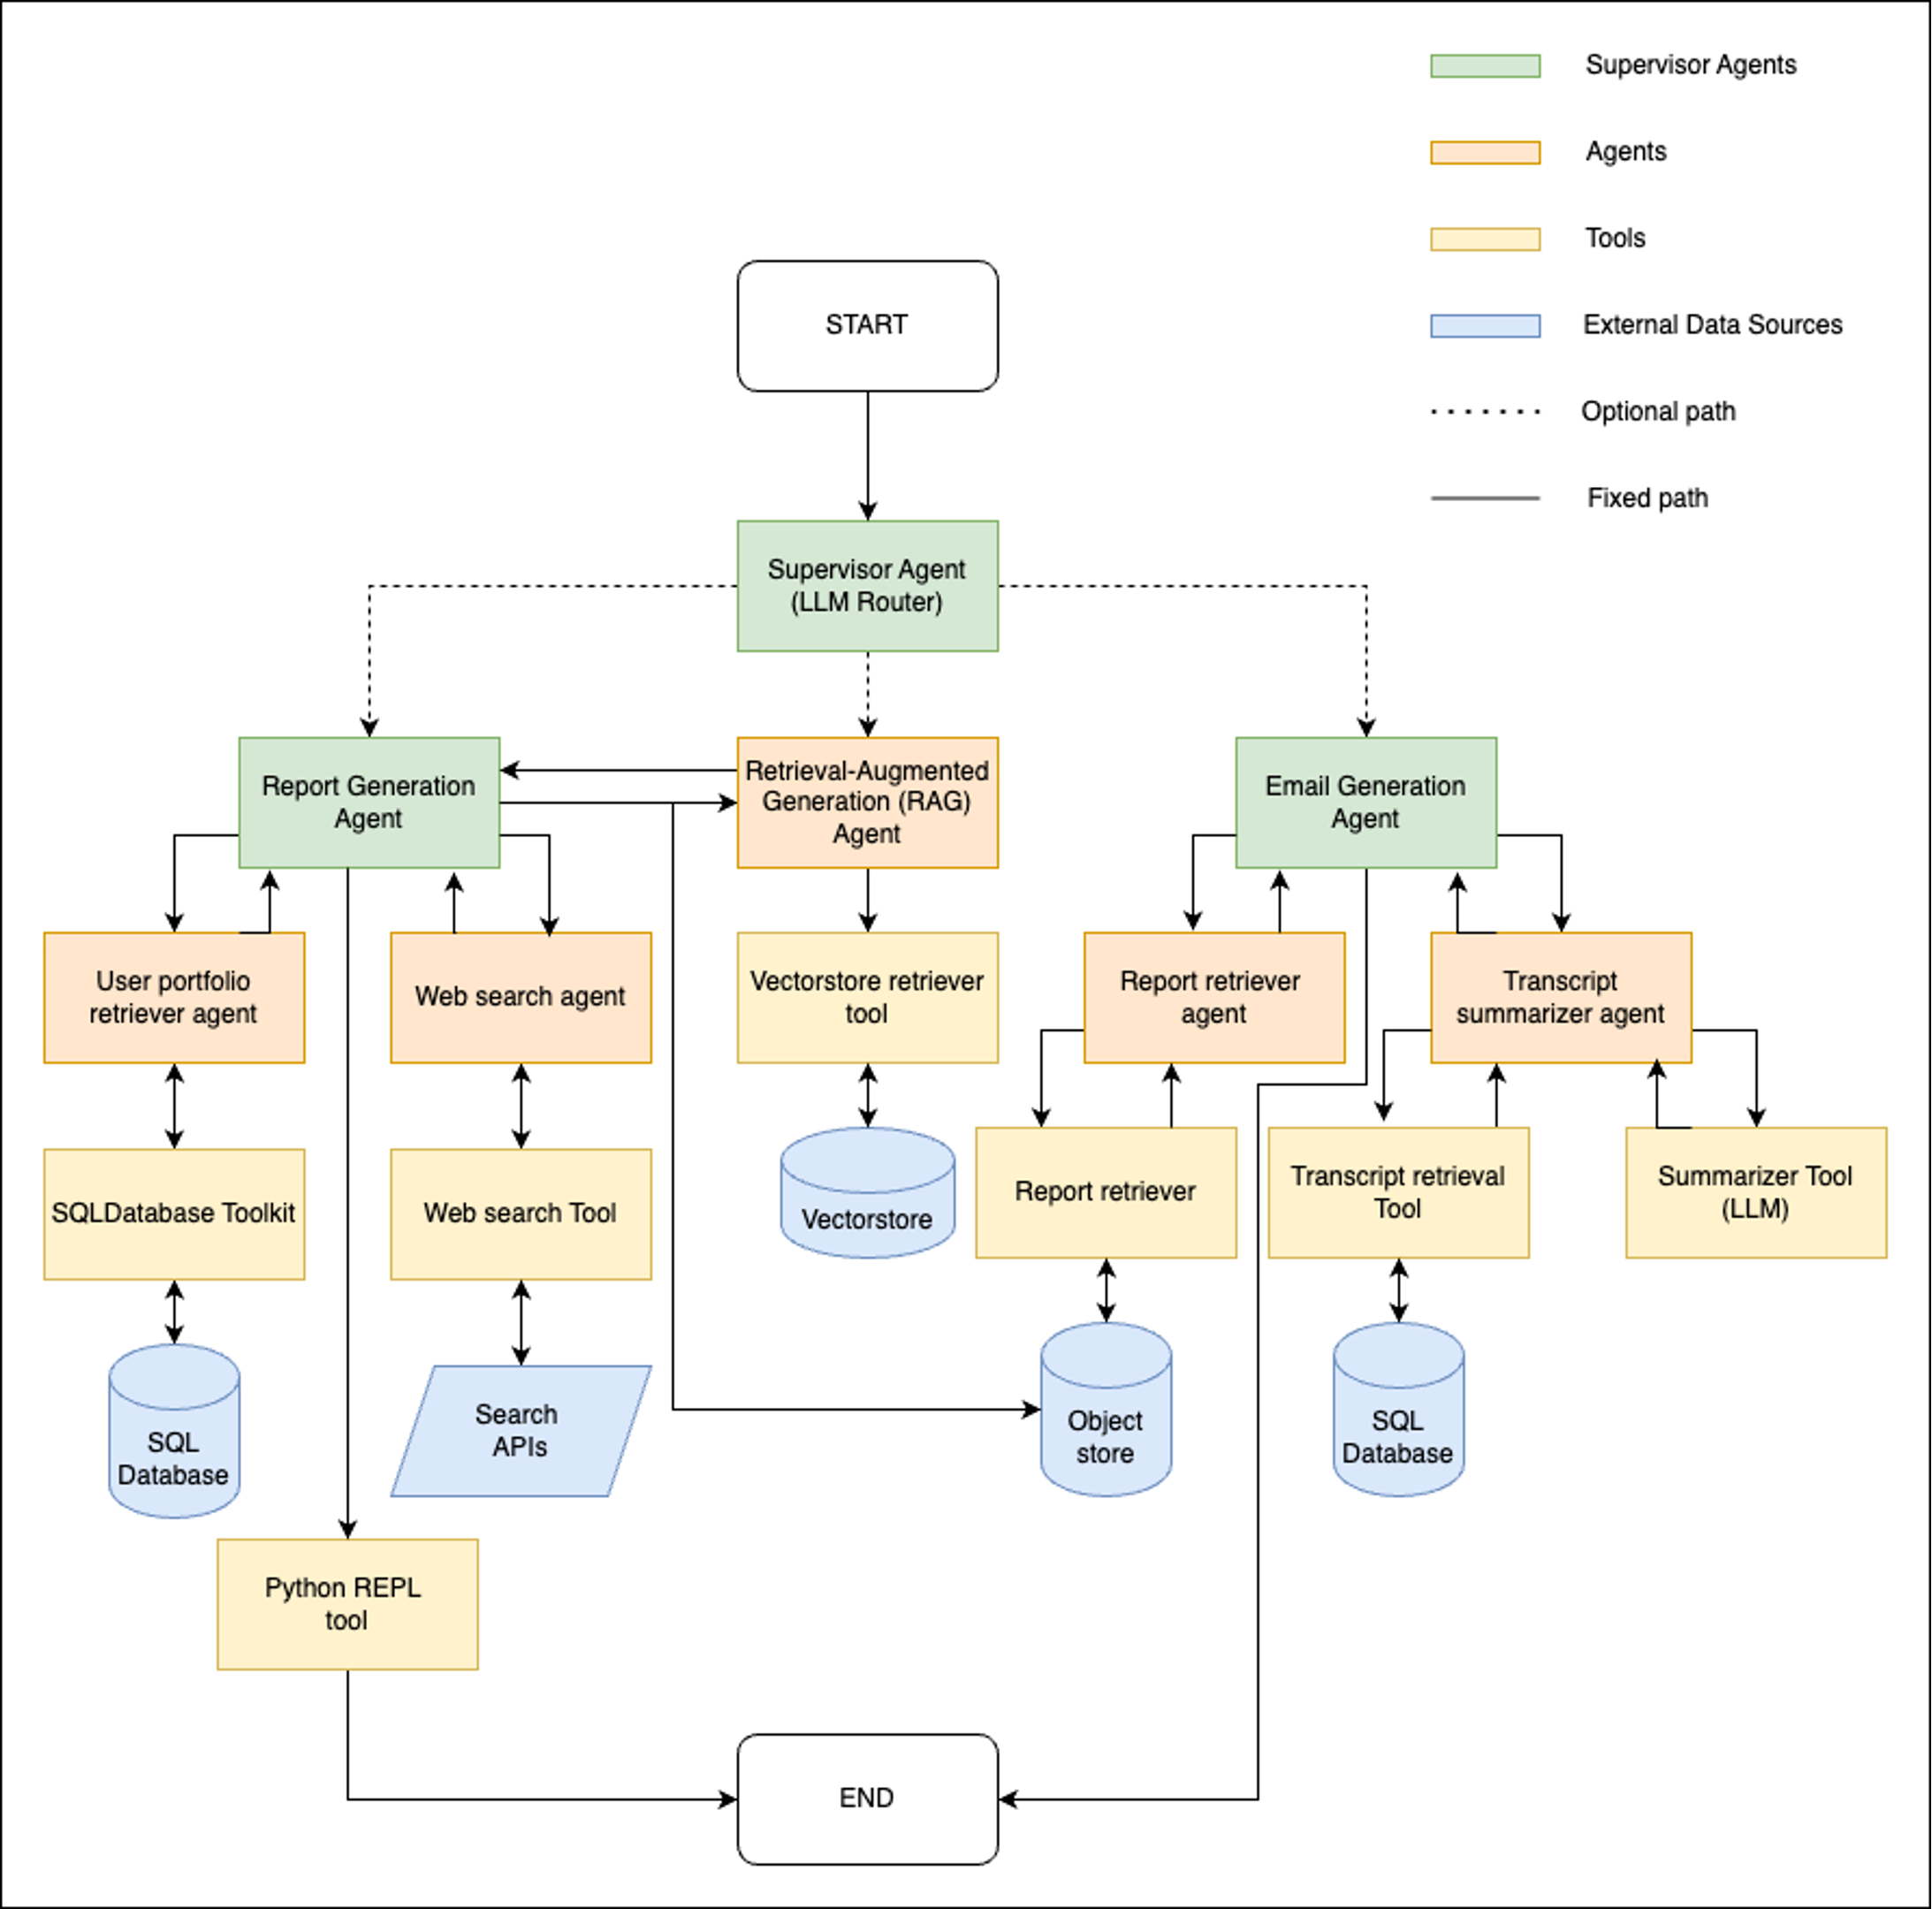 Supervisor Agents
Agents
Tools
External Data Sources
Optional path
Fixed path
START
Supervisor Agent
(LLM Router)
Report Generation
Agent
Retrieval-Augmented
Generation (RAG)
Agent
Email Generation
Agent
User portfolio
retriever agent
Web search agent
Vectorstore retriever
tool
Report retriever
agent
Transcript
summarizer agent
SQLDatabase Toolkit
Web search Tool
Vectorstore
Report retriever
Transcript retrieval
Tool
Summarizer Tool
(LLM)
SQL
Database
Search
APIs
Object
store
SQL
Database
Python REPL
tool
END